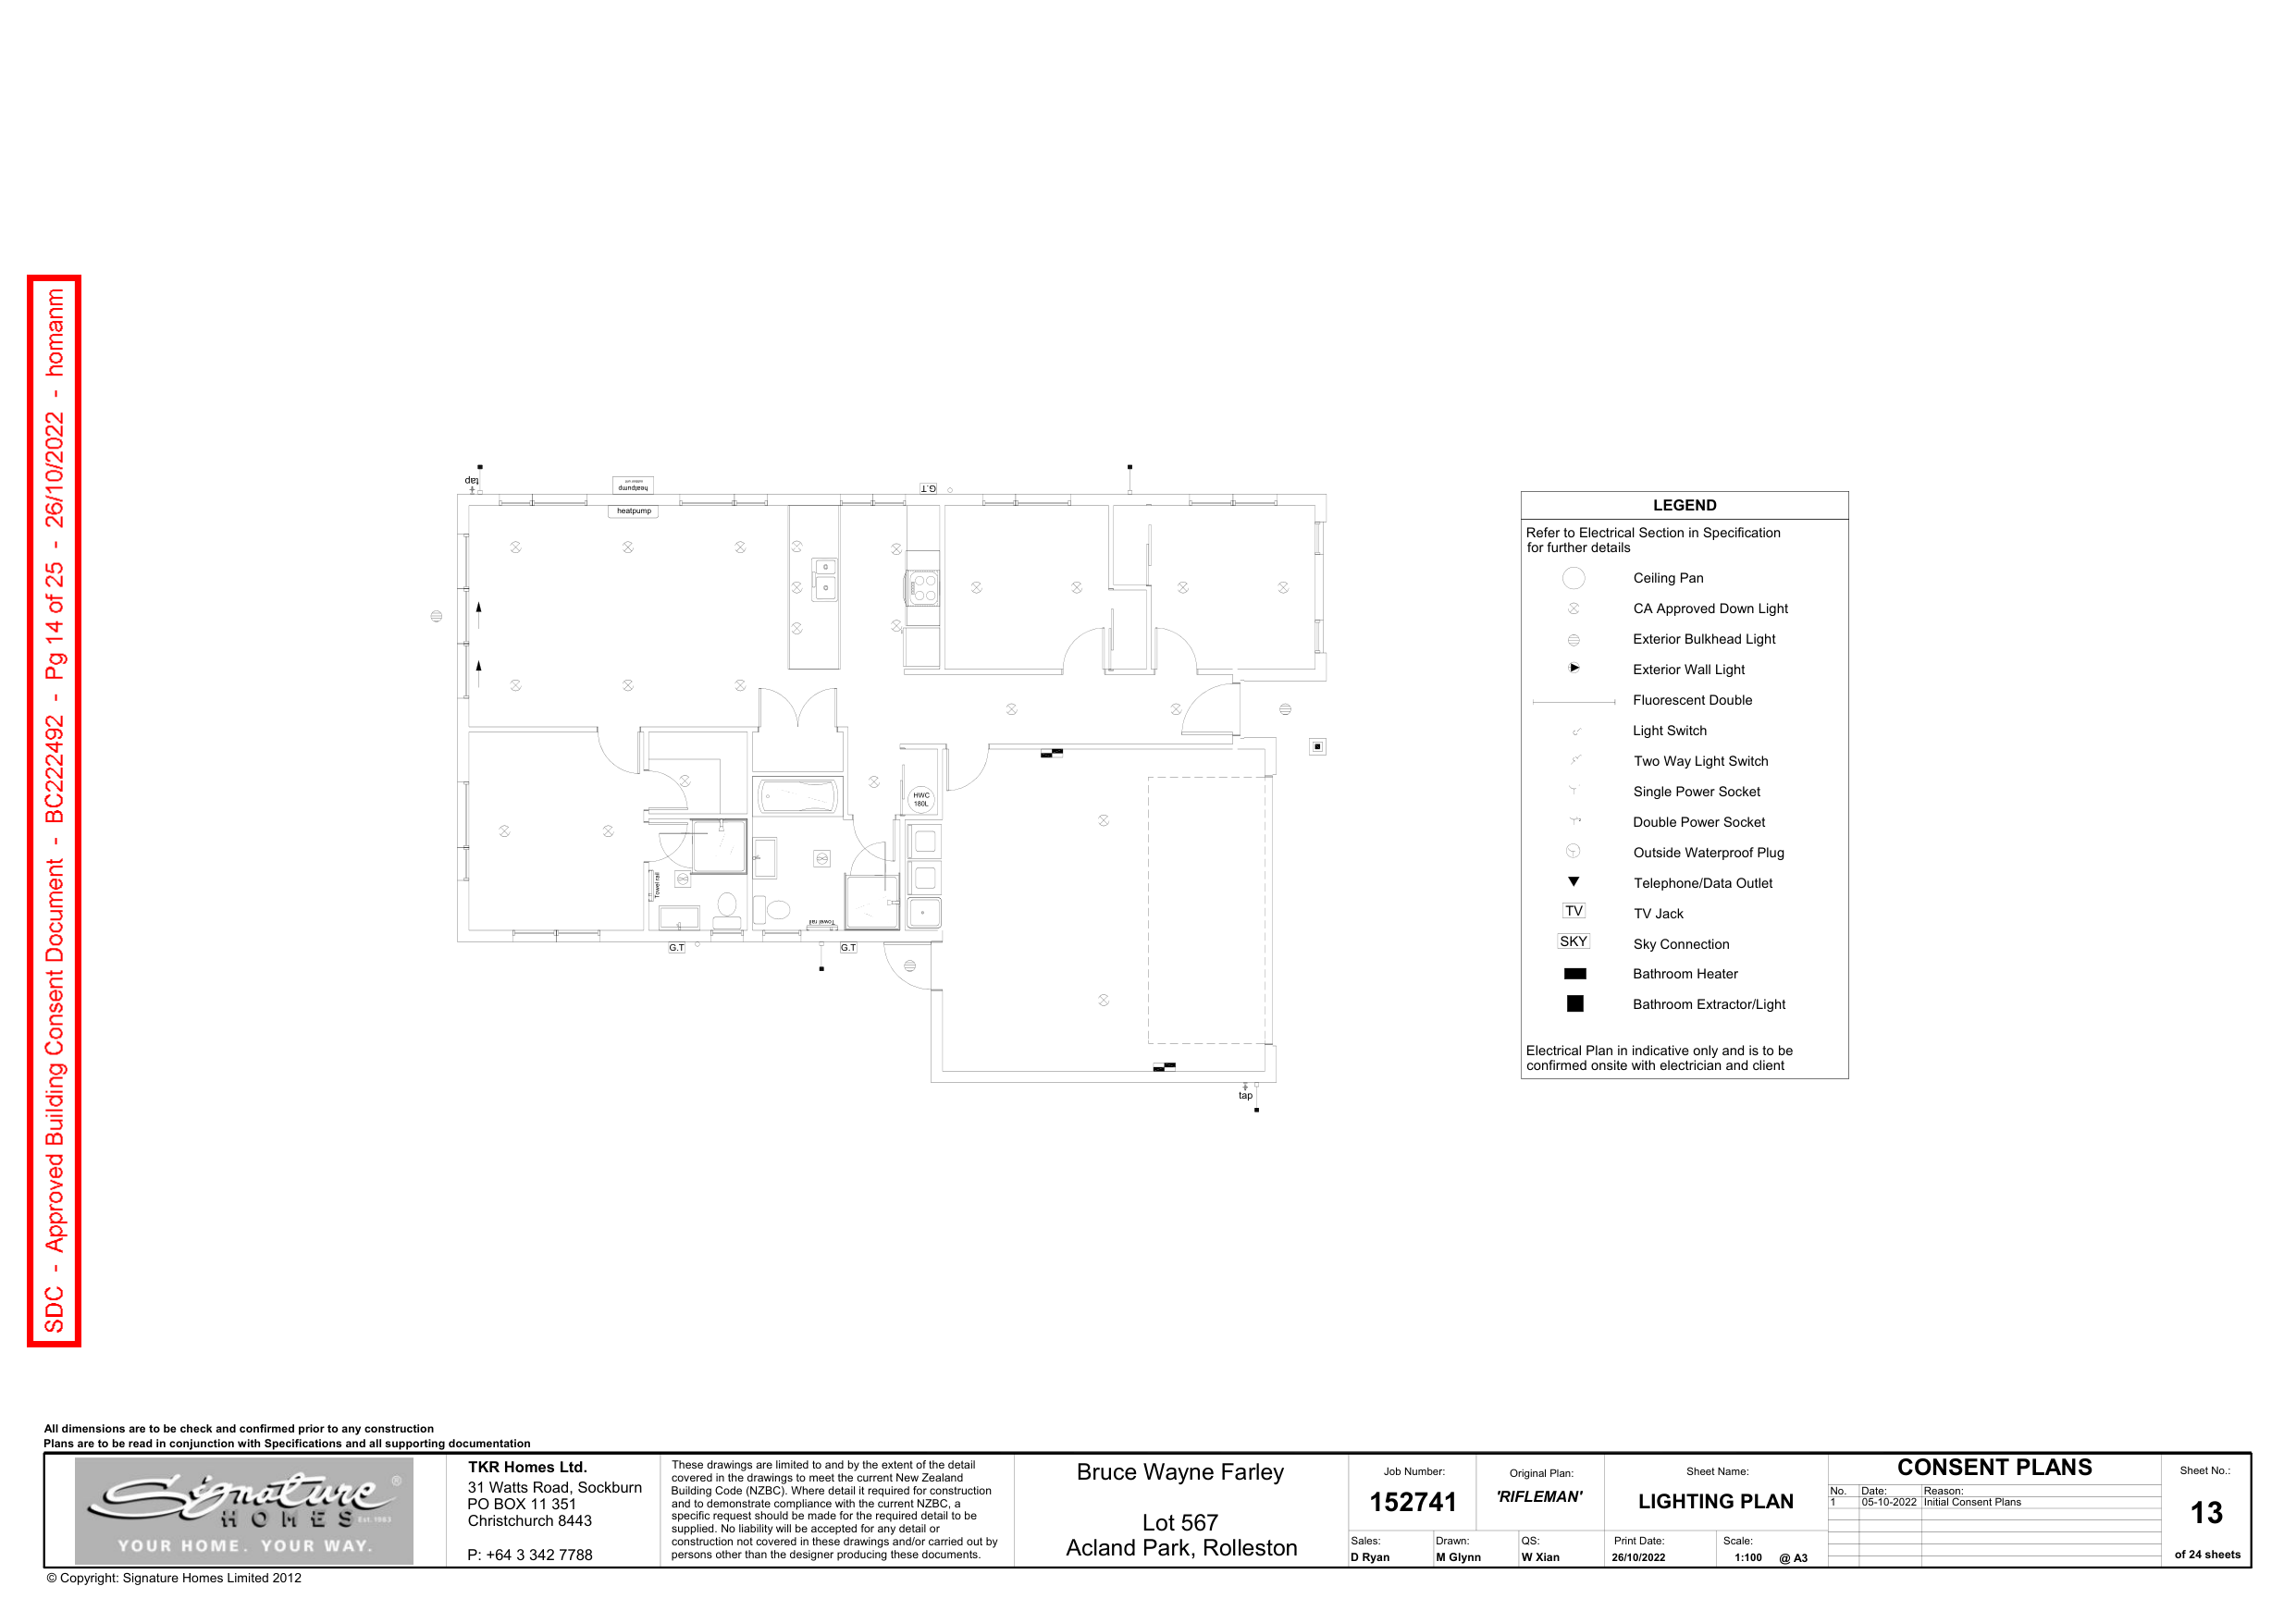 SDC - Approved Building Consent Document - BC222492 - Pg 14 of 25 - 26/10/2022 - homanm
tap
heatpump
heatpump
G.T
HWC
180L
Towel rail
Towel rail
G.T
G.T
tap
LEGEND
Refer to Electrical Section in Specification
for further details
Ceiling Pan
CA Approved Down Light
Exterior Bulkhead Light
Exterior Wall Light
Fluorescent Double
Light Switch
Two Way Light Switch
Single Power Socket
Double Power Socket
Outside Waterproof Plug
Telephone/Data Outlet
TV TV Jack
SKY Sky Connection
Bathroom Heater
Bathroom Extractor/Light
Electrical Plan in indicative only and is to be
confirmed onsite with electrician and client
All dimensions are to be check and confirmed prior to any construction
Plans are to be read in conjunction with Specifications and all supporting documentation
Signature ®
HOMES Est. 1983
YOUR HOME. YOUR WAY.
TKR Homes Ltd.
31 Watts Road, Sockburn
PO BOX 11 351
Christchurch 8443
P: +64 3 342 7788
These drawings are limited to and by the extent of the detail
covered in the drawings to meet the current New Zealand
Building Code (NZBC). Where detail it required for construction
and to demonstrate compliance with the current NZBC, a
specific request should be made for the required detail to be
supplied. No liability will be accepted for any detail or
construction not covered in these drawings and/or carried out by
persons other than the designer producing these documents.
Bruce Wayne Farley
Lot 567
Acland Park, Rolleston
Job Number:
152741
Original Plan:
'RIFLEMAN'
Sheet Name:
LIGHTING PLAN
Sales:
D Ryan
Drawn:
M Glynn
QS:
W Xian
Print Date:
26/10/2022
Scale:
1:100 @ A3
CONSENT PLANS
No. Date: Reason:
1 05-10-2022 Initial Consent Plans
Sheet No.:
13
of 24 sheets
© Copyright: Signature Homes Limited 2012